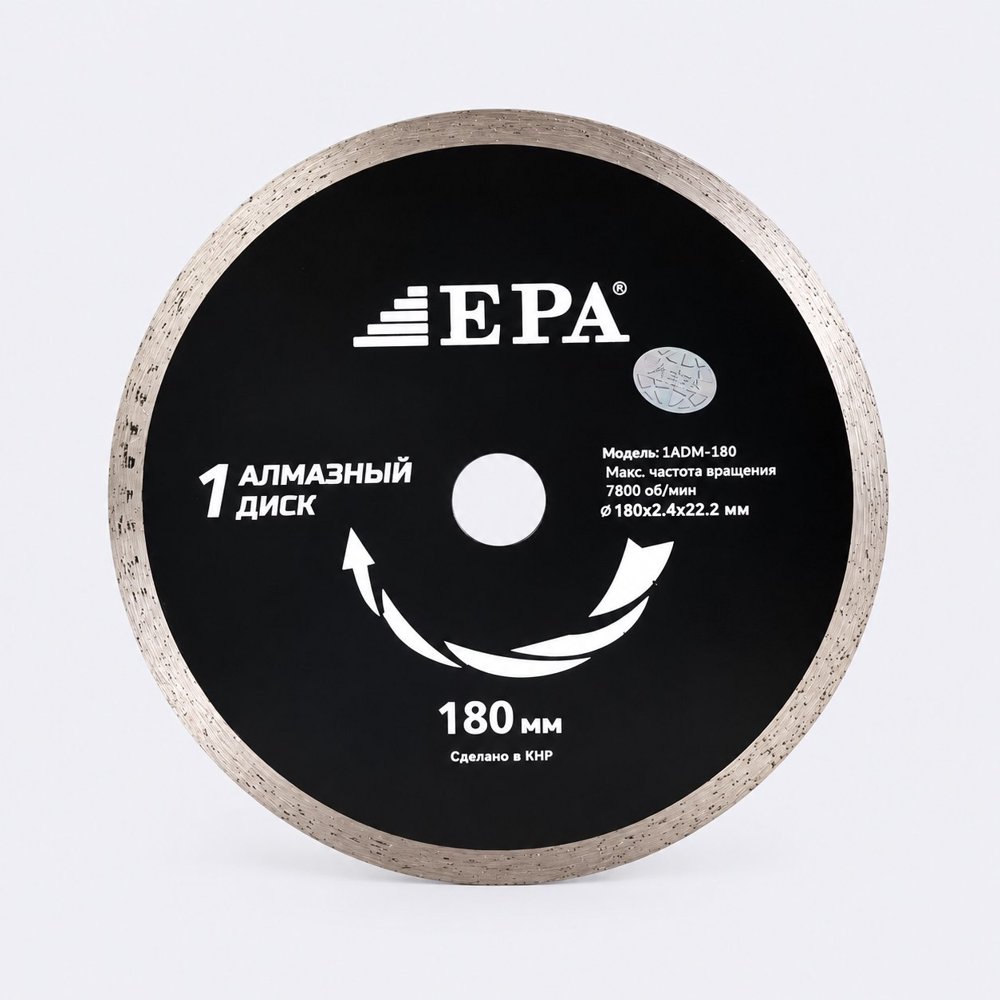 EPA®
1 АЛМАЗНЫЙ
ДИСК
Модель: 1ADM-180
Макс. частота вращения
7800 об/мин
Ø 180x2.4x22.2 мм
180 мм
Сделано в КНР